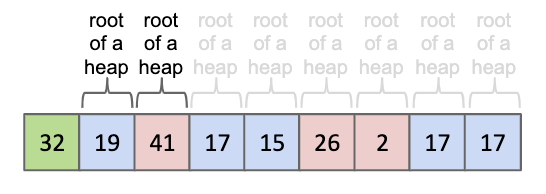 root root root root root root root root
of a of a of a of a of a of a of a of a
heap heap heap heap heap heap heap heap
32 19 41 17 15 26 2 17 17